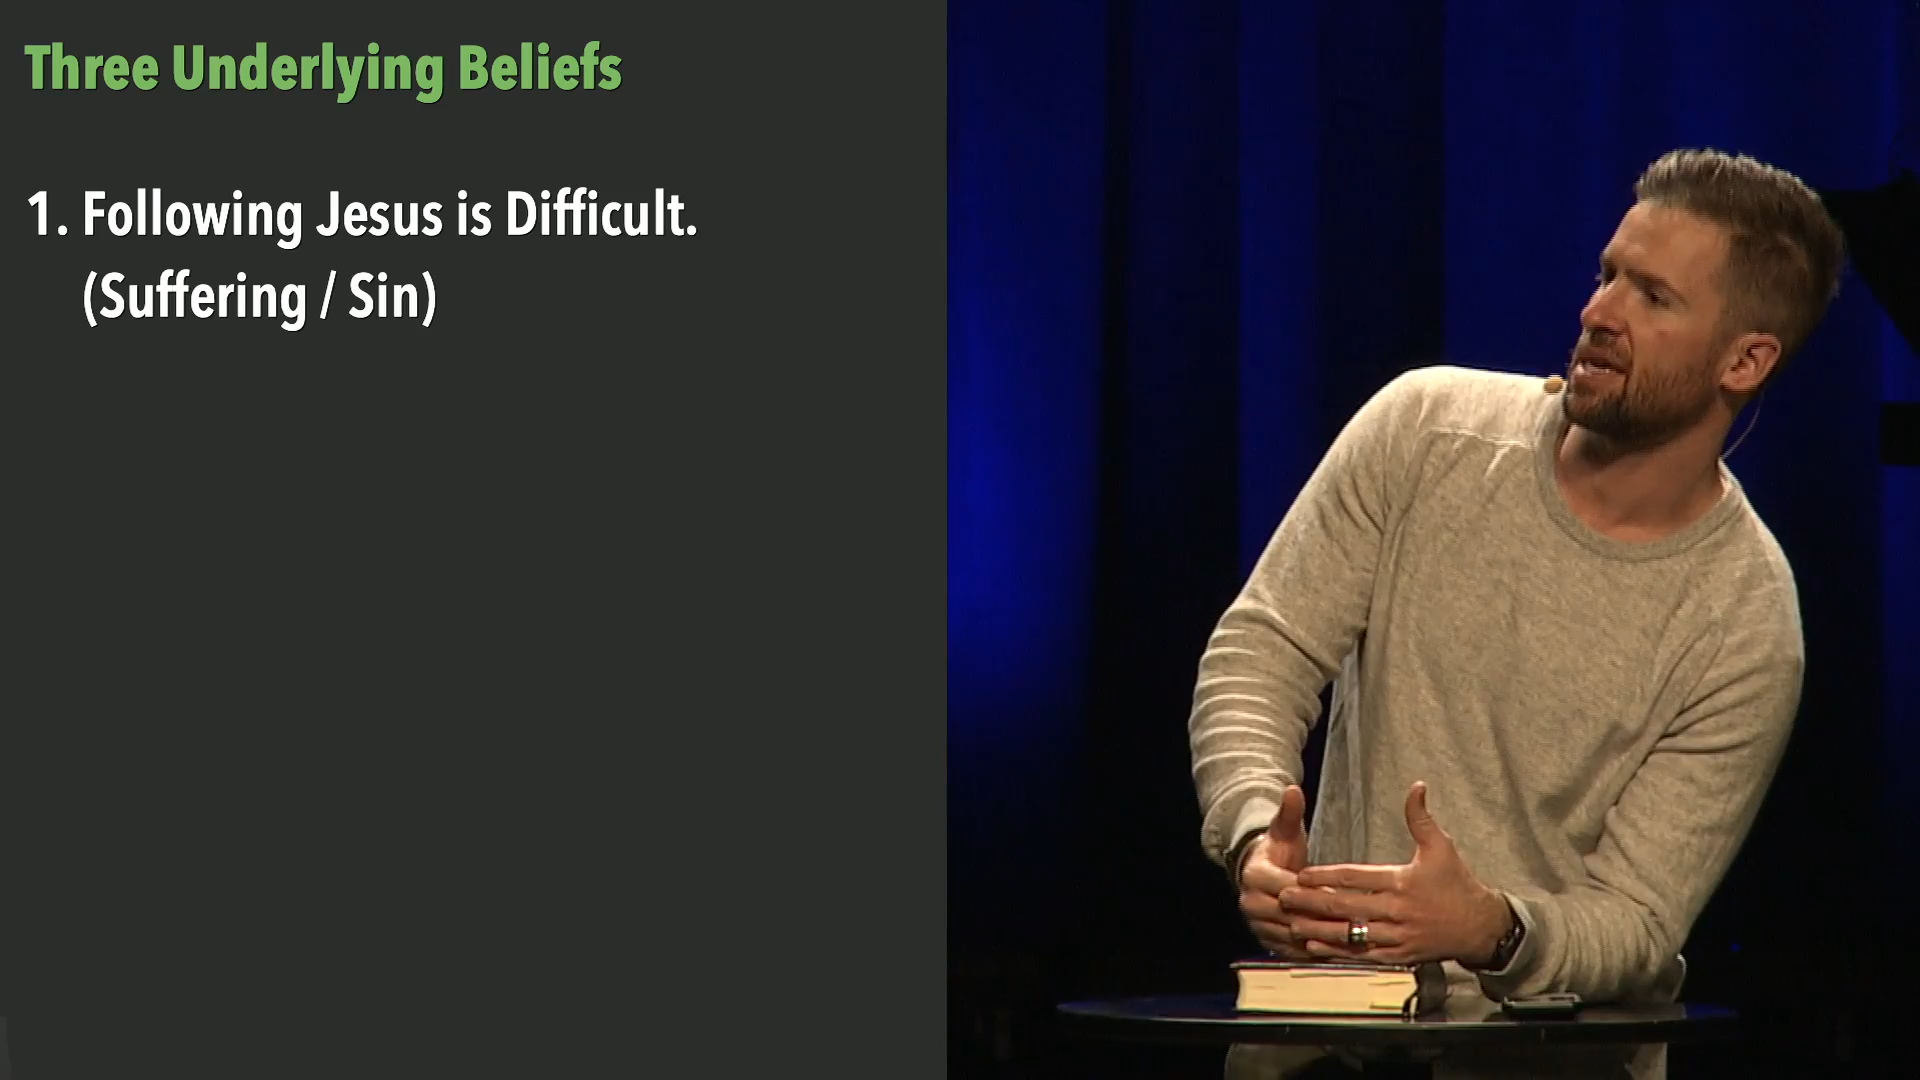 Three Underlying Beliefs
1. Following Jesus is Difficult.
(Suffering / Sin)